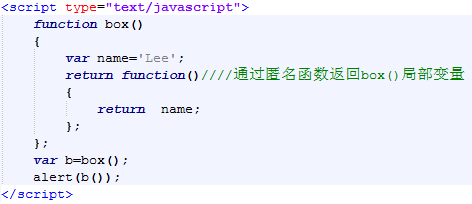 <script type="text/javascript">
function box()
{
var name='Lee';
return function()////通过匿名函数返回box()局部变量
{
return name;
};
};
var b=box();
alert(b());
</script>